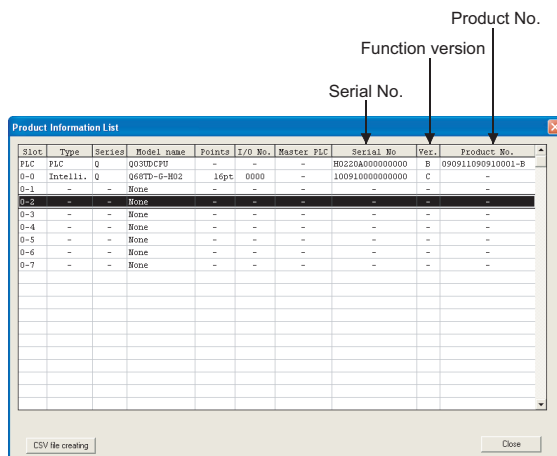 Product No.
Function version
Serial No.
Product Information List
Slot Type Series Model name Points I/O No. Master PLC Serial No Ver. Product No.
PLC PLC Q Q03UDCPU - - - H0220A000000000 B 090911090910001-B
0-0 Intelli. Q Q68TD-G-H02 16pt 0000 - 100910000000000 C -
0-1 - - None - - - - - -
0-2 - - None - - - - - -
0-3 - - None - - - - - -
0-4 - - None - - - - - -
0-5 - - None - - - - - -
0-6 - - None - - - - - -
0-7 - - None - - - - - -
CSV file creating Close